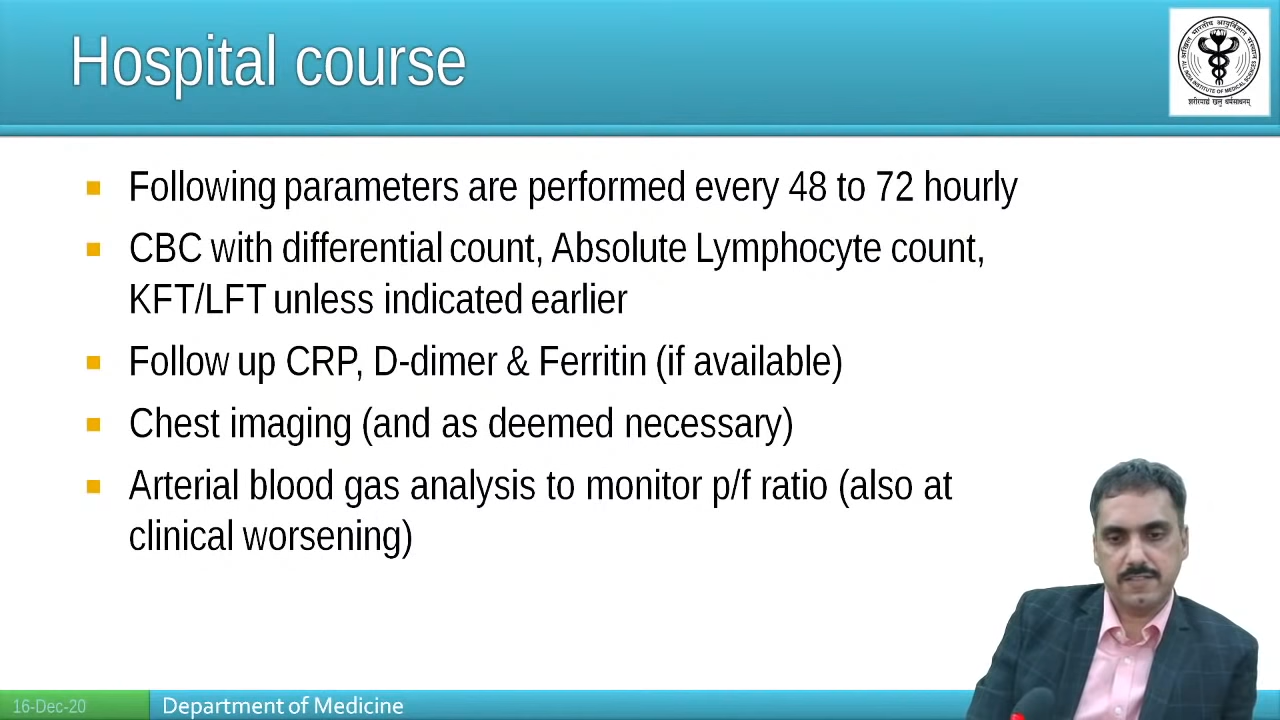 Hospital course
Following parameters are performed every 48 to 72 hourly
CBC with differential count, Absolute Lymphocyte count,
KFT/LFT unless indicated earlier
Follow up CRP, D-dimer & Ferritin (if available)
Chest imaging (and as deemed necessary)
Arterial blood gas analysis to monitor p/f ratio (also at
clinical worsening)
16-Dec-20
Department of Medicine